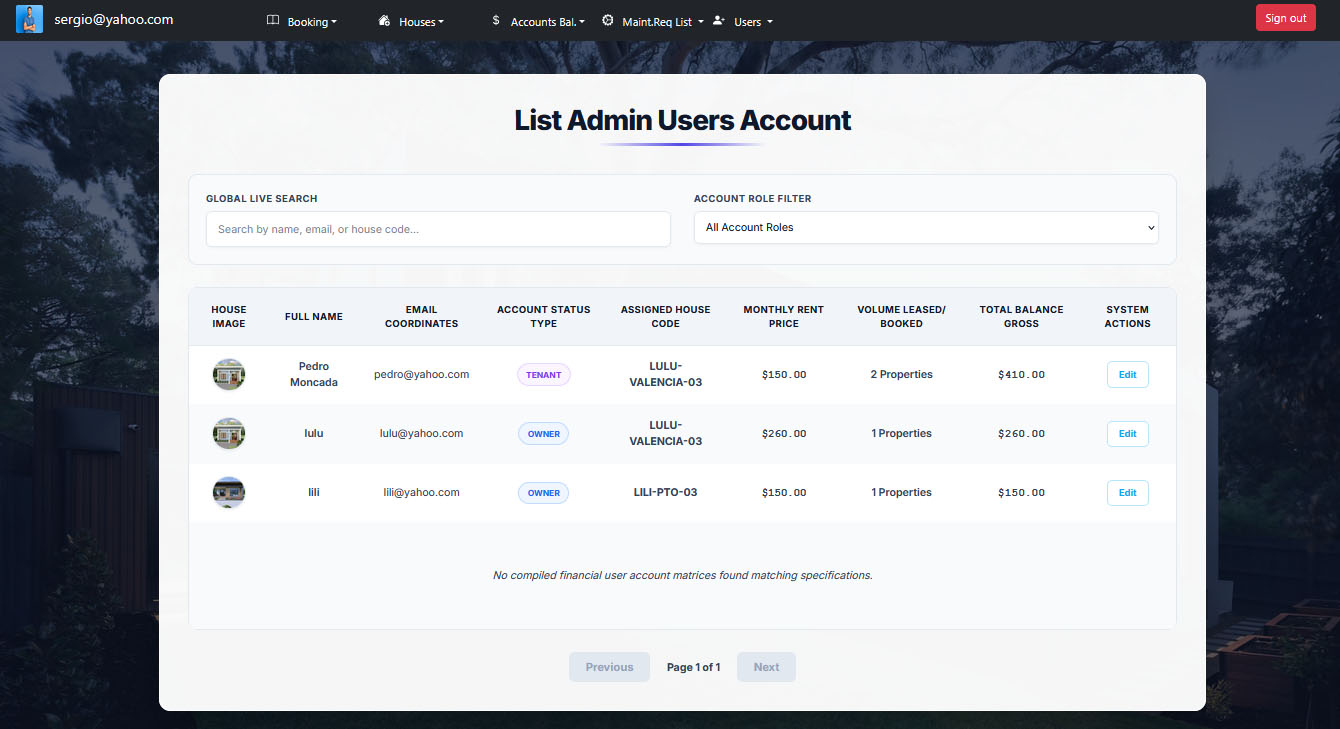 sergio@yahoo.com Booking Houses $ Accounts Bal. Maint.Req List Users Sign out
List Admin Users Account
GLOBAL LIVE SEARCH ACCOUNT ROLE FILTER
Search by name, email, or house code... All Account Roles
HOUSE IMAGE FULL NAME EMAIL COORDINATES ACCOUNT STATUS TYPE ASSIGNED HOUSE CODE MONTHLY RENT PRICE VOLUME LEASED/ BOOKED TOTAL BALANCE GROSS SYSTEM ACTIONS
Pedro Moncada pedro@yahoo.com TENANT LULU-VALENCIA-03 $150.00 2 Properties $410.00 Edit
lulu lulu@yahoo.com OWNER LULU-VALENCIA-03 $260.00 1 Properties $260.00 Edit
lili lili@yahoo.com OWNER LILI-PTO-03 $150.00 1 Properties $150.00 Edit
No compiled financial user account matrices found matching specifications.
Previous Page 1 of 1 Next